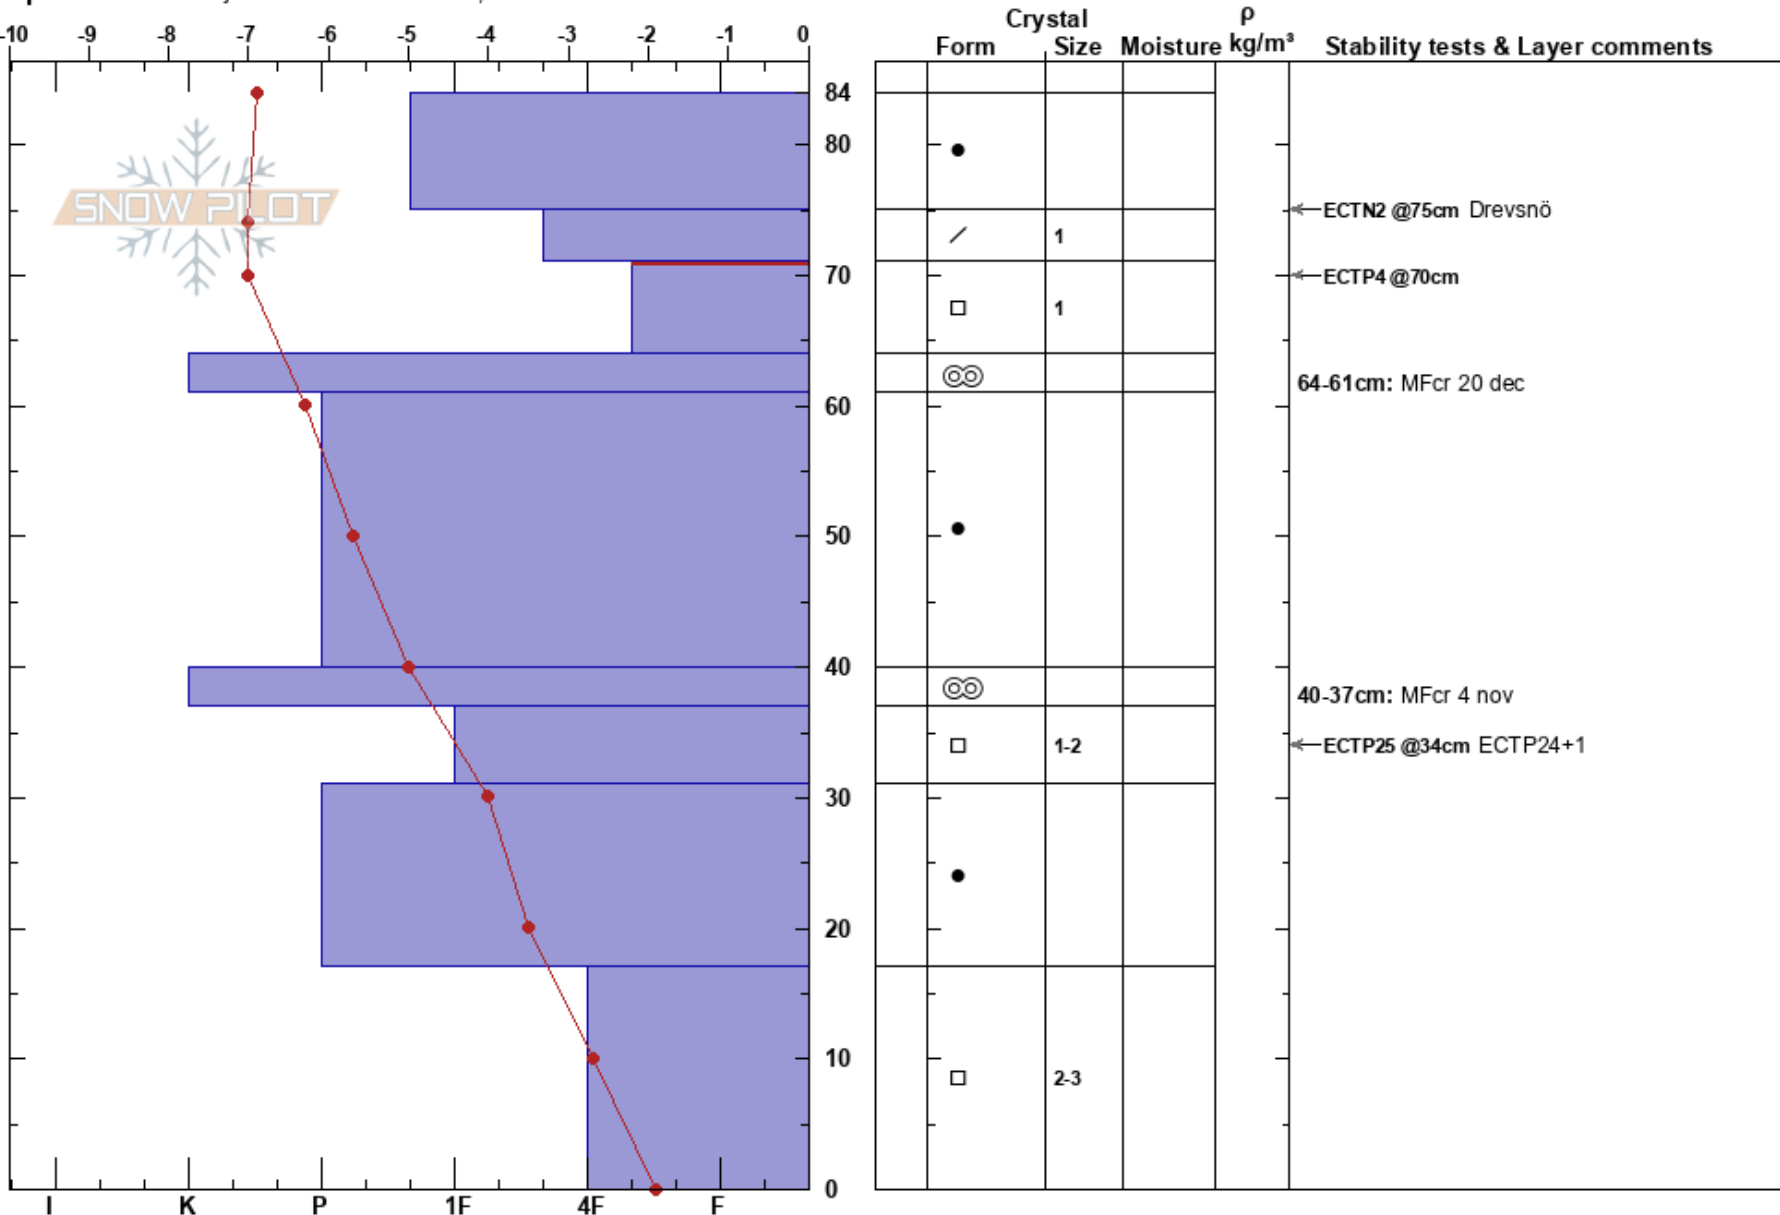 Crystal ρ
-10 -9 -8 -7 -6 -5 -4 -3 -2 -1 0
Form Size Moisture kg/m³ Stability tests & Layer comments
84
80
SNOW PILOT
ECTN2 @75cm Drevsnö
1
70
ECTP4 @70cm
1
64-61cm: MFcr 20 dec
60
50
40
40-37cm: MFcr 4 nov
1-2
ECTP25 @34cm ECTP24+1
30
20
10
2-3
0
I K P 1F 4F F